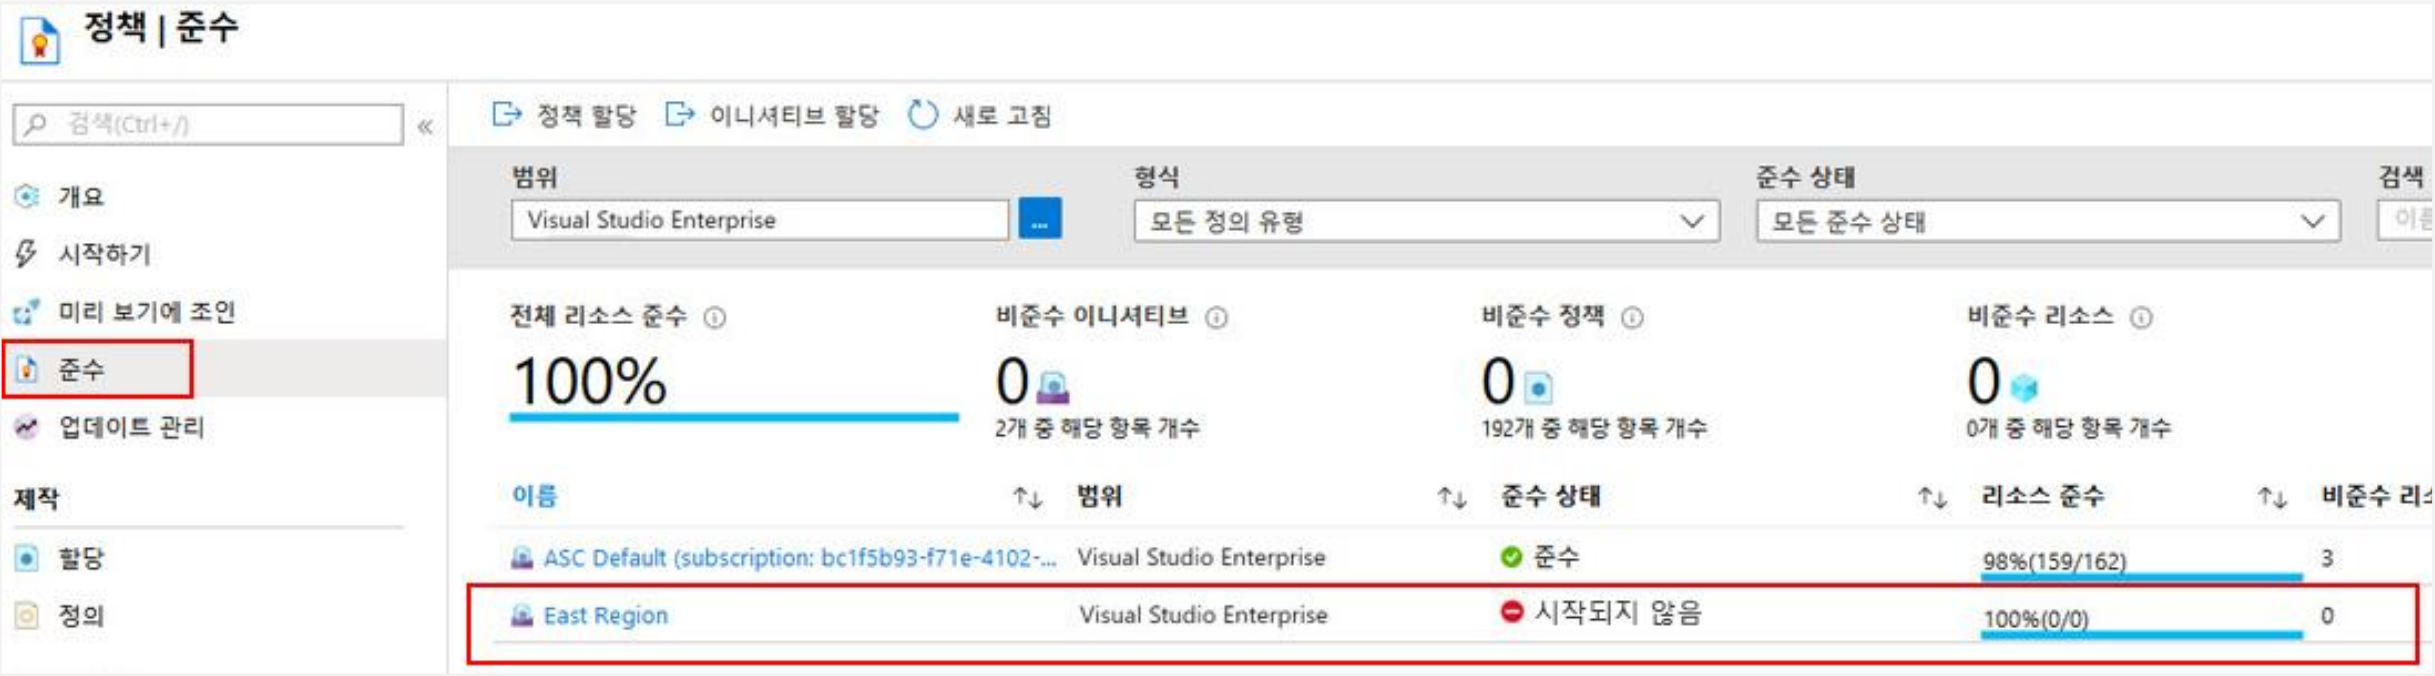 정책 | 준수
검색(Ctrl+/)
개요
시작하기
미리 보기에 조인
준수
업데이트 관리
제작
할당
정의
정책 할당 이니셔티브 할당 새로 고침
범위 형식 준수 상태 검색
Visual Studio Enterprise ... 모든 정의 유형 모든 준수 상태
전체 리소스 준수 비준수 이니셔티브 비준수 정책 비준수 리소스
100% 0 0 0
2개 중 해당 항목 개수 192개 중 해당 항목 개수 0개 중 해당 항목 개수
이름 범위 준수 상태 리소스 준수 비준수
ASC Default (subscription: bc1f5b93-f71e-4102-... Visual Studio Enterprise 준수 98%(159/162) 3
East Region Visual Studio Enterprise 시작되지 않음 100%(0/0) 0